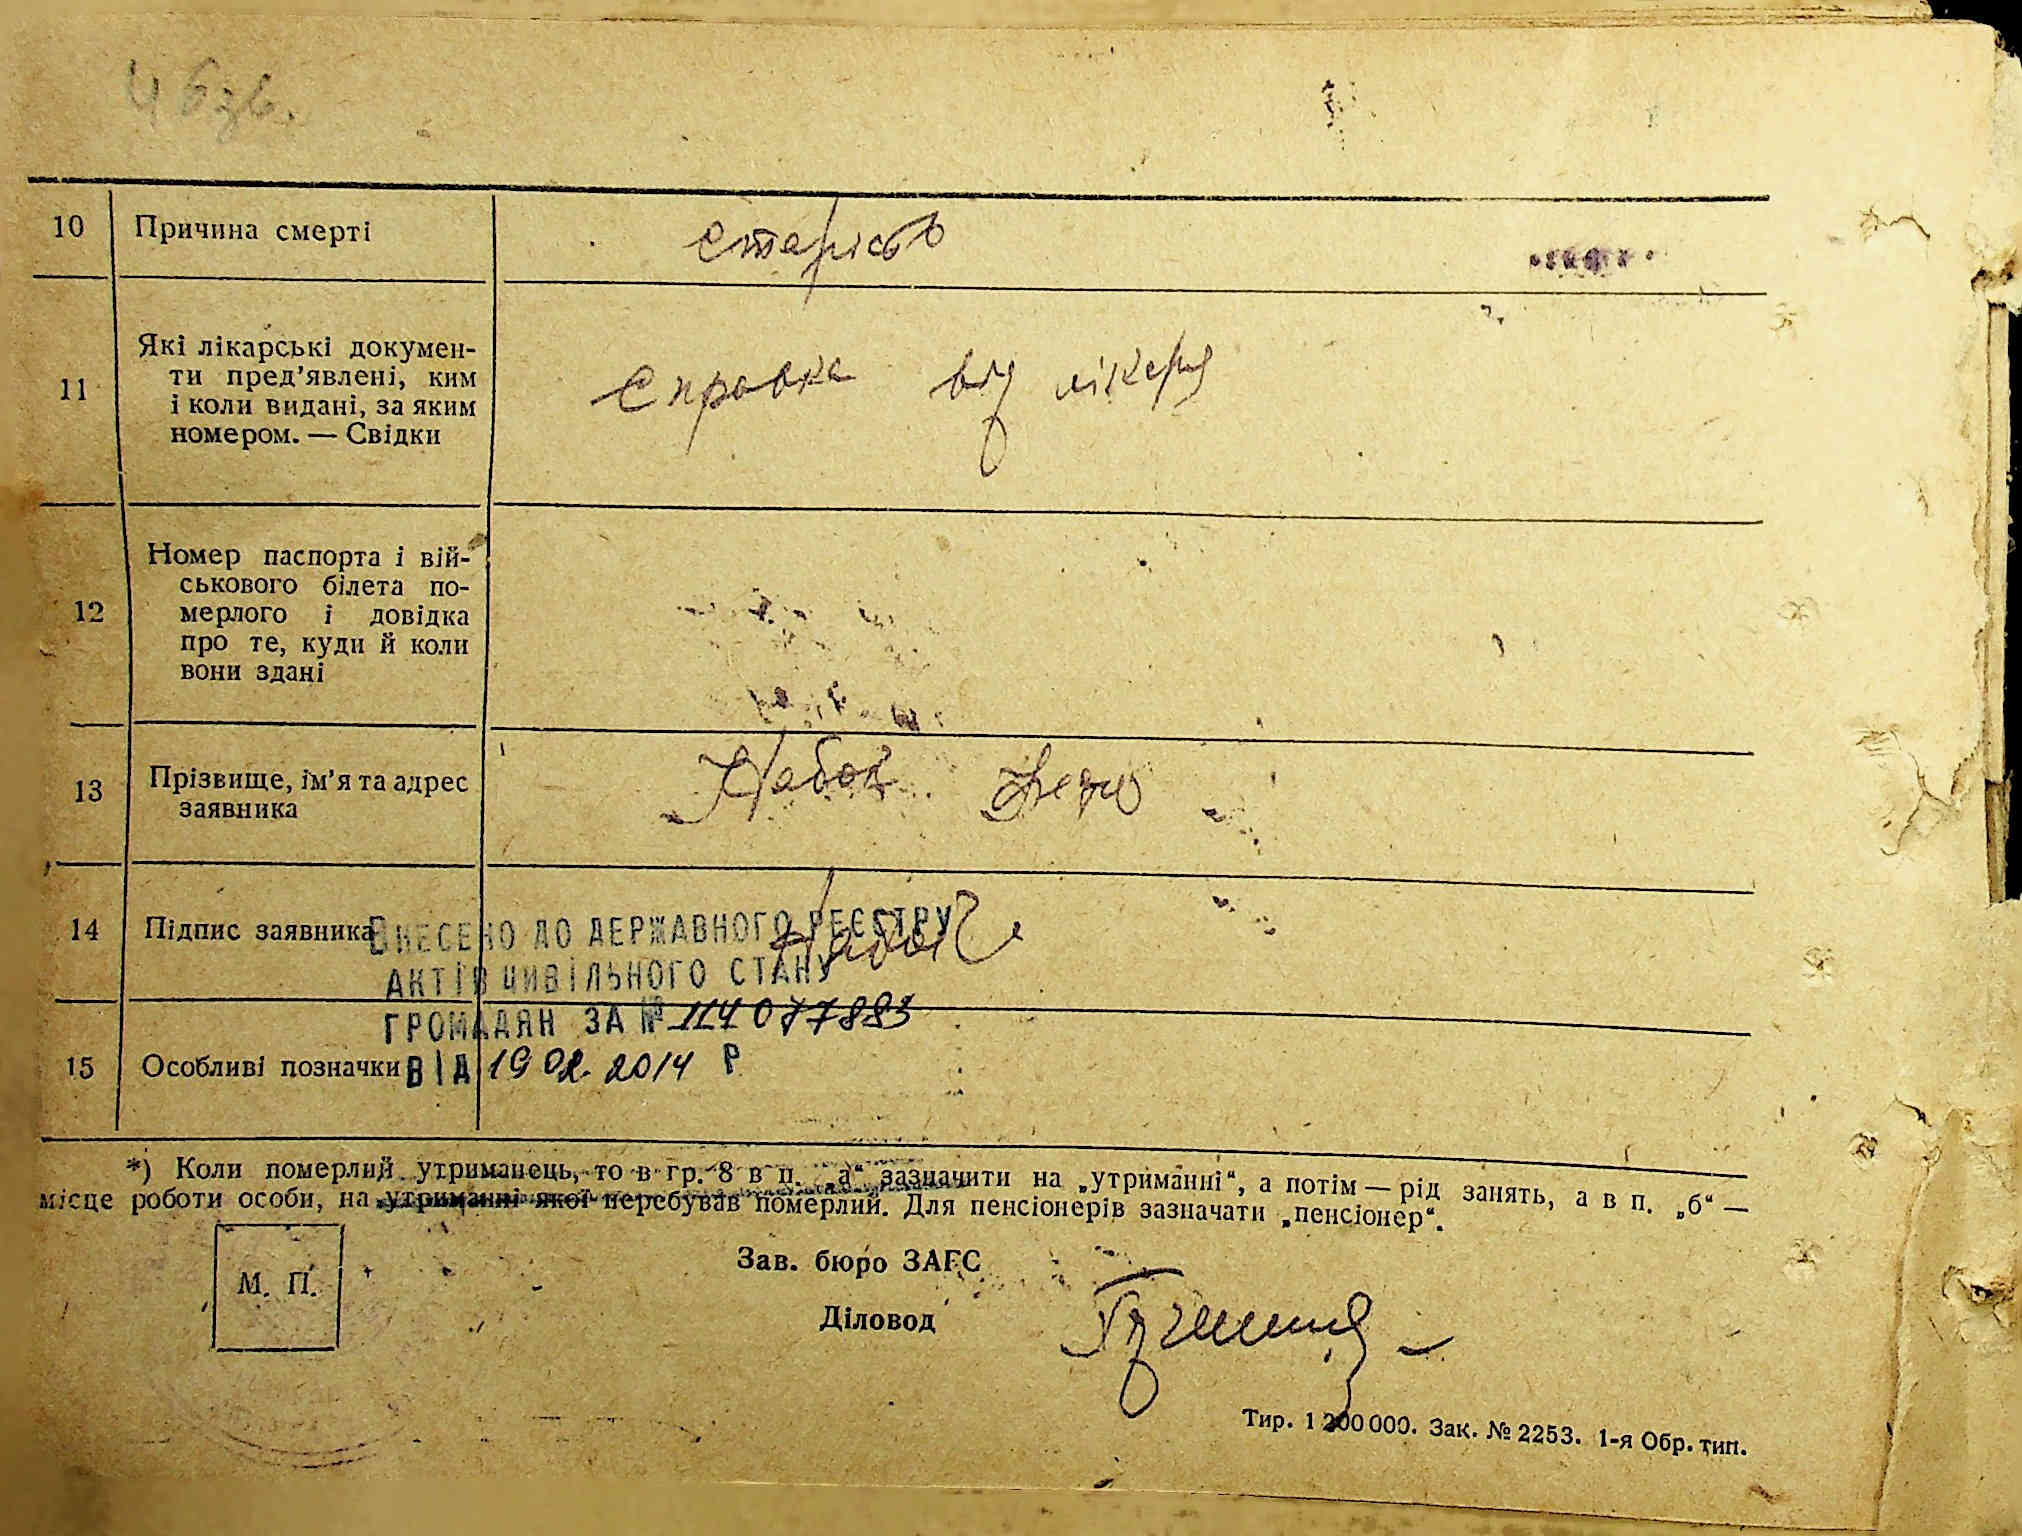 4 бзв.
10 Причина смерті старість
11 Які лікарські докумен-
ти пред'явлені, ким
і коли видані, за яким
номером. — Свідки
Справка від лікаря
12 Номер паспорта і вій-
ськового білета по-
мерлого і довідка
про те, куди й коли
вони здані
13 Прізвище, ім'я та адрес
заявника
Набок
14 Підпис заявника
Набок
ВНЕСЕНО ДО ДЕРЖАВНОГО РЕЄСТРУ
АКТІВ ЦИВІЛЬНОГО СТАНУ
ГРОМАДЯН ЗА № 114077883
15 Особливі позначки
ВІД 19 02. 2014 Р
*) Коли померлий утриманець, то в гр. 8 в п. „а“ зазначити на „утриманні“, а потім — рід занять, а в п. „б“ —
місце роботи особи, на утриманні якої перебував померлий. Для пенсіонерів зазначати „пенсіонер“.
М. П.
Зав. бюро ЗАГС
Діловод
Тир. 1 200 000. Зак. № 2253. 1-я Обр. тип.